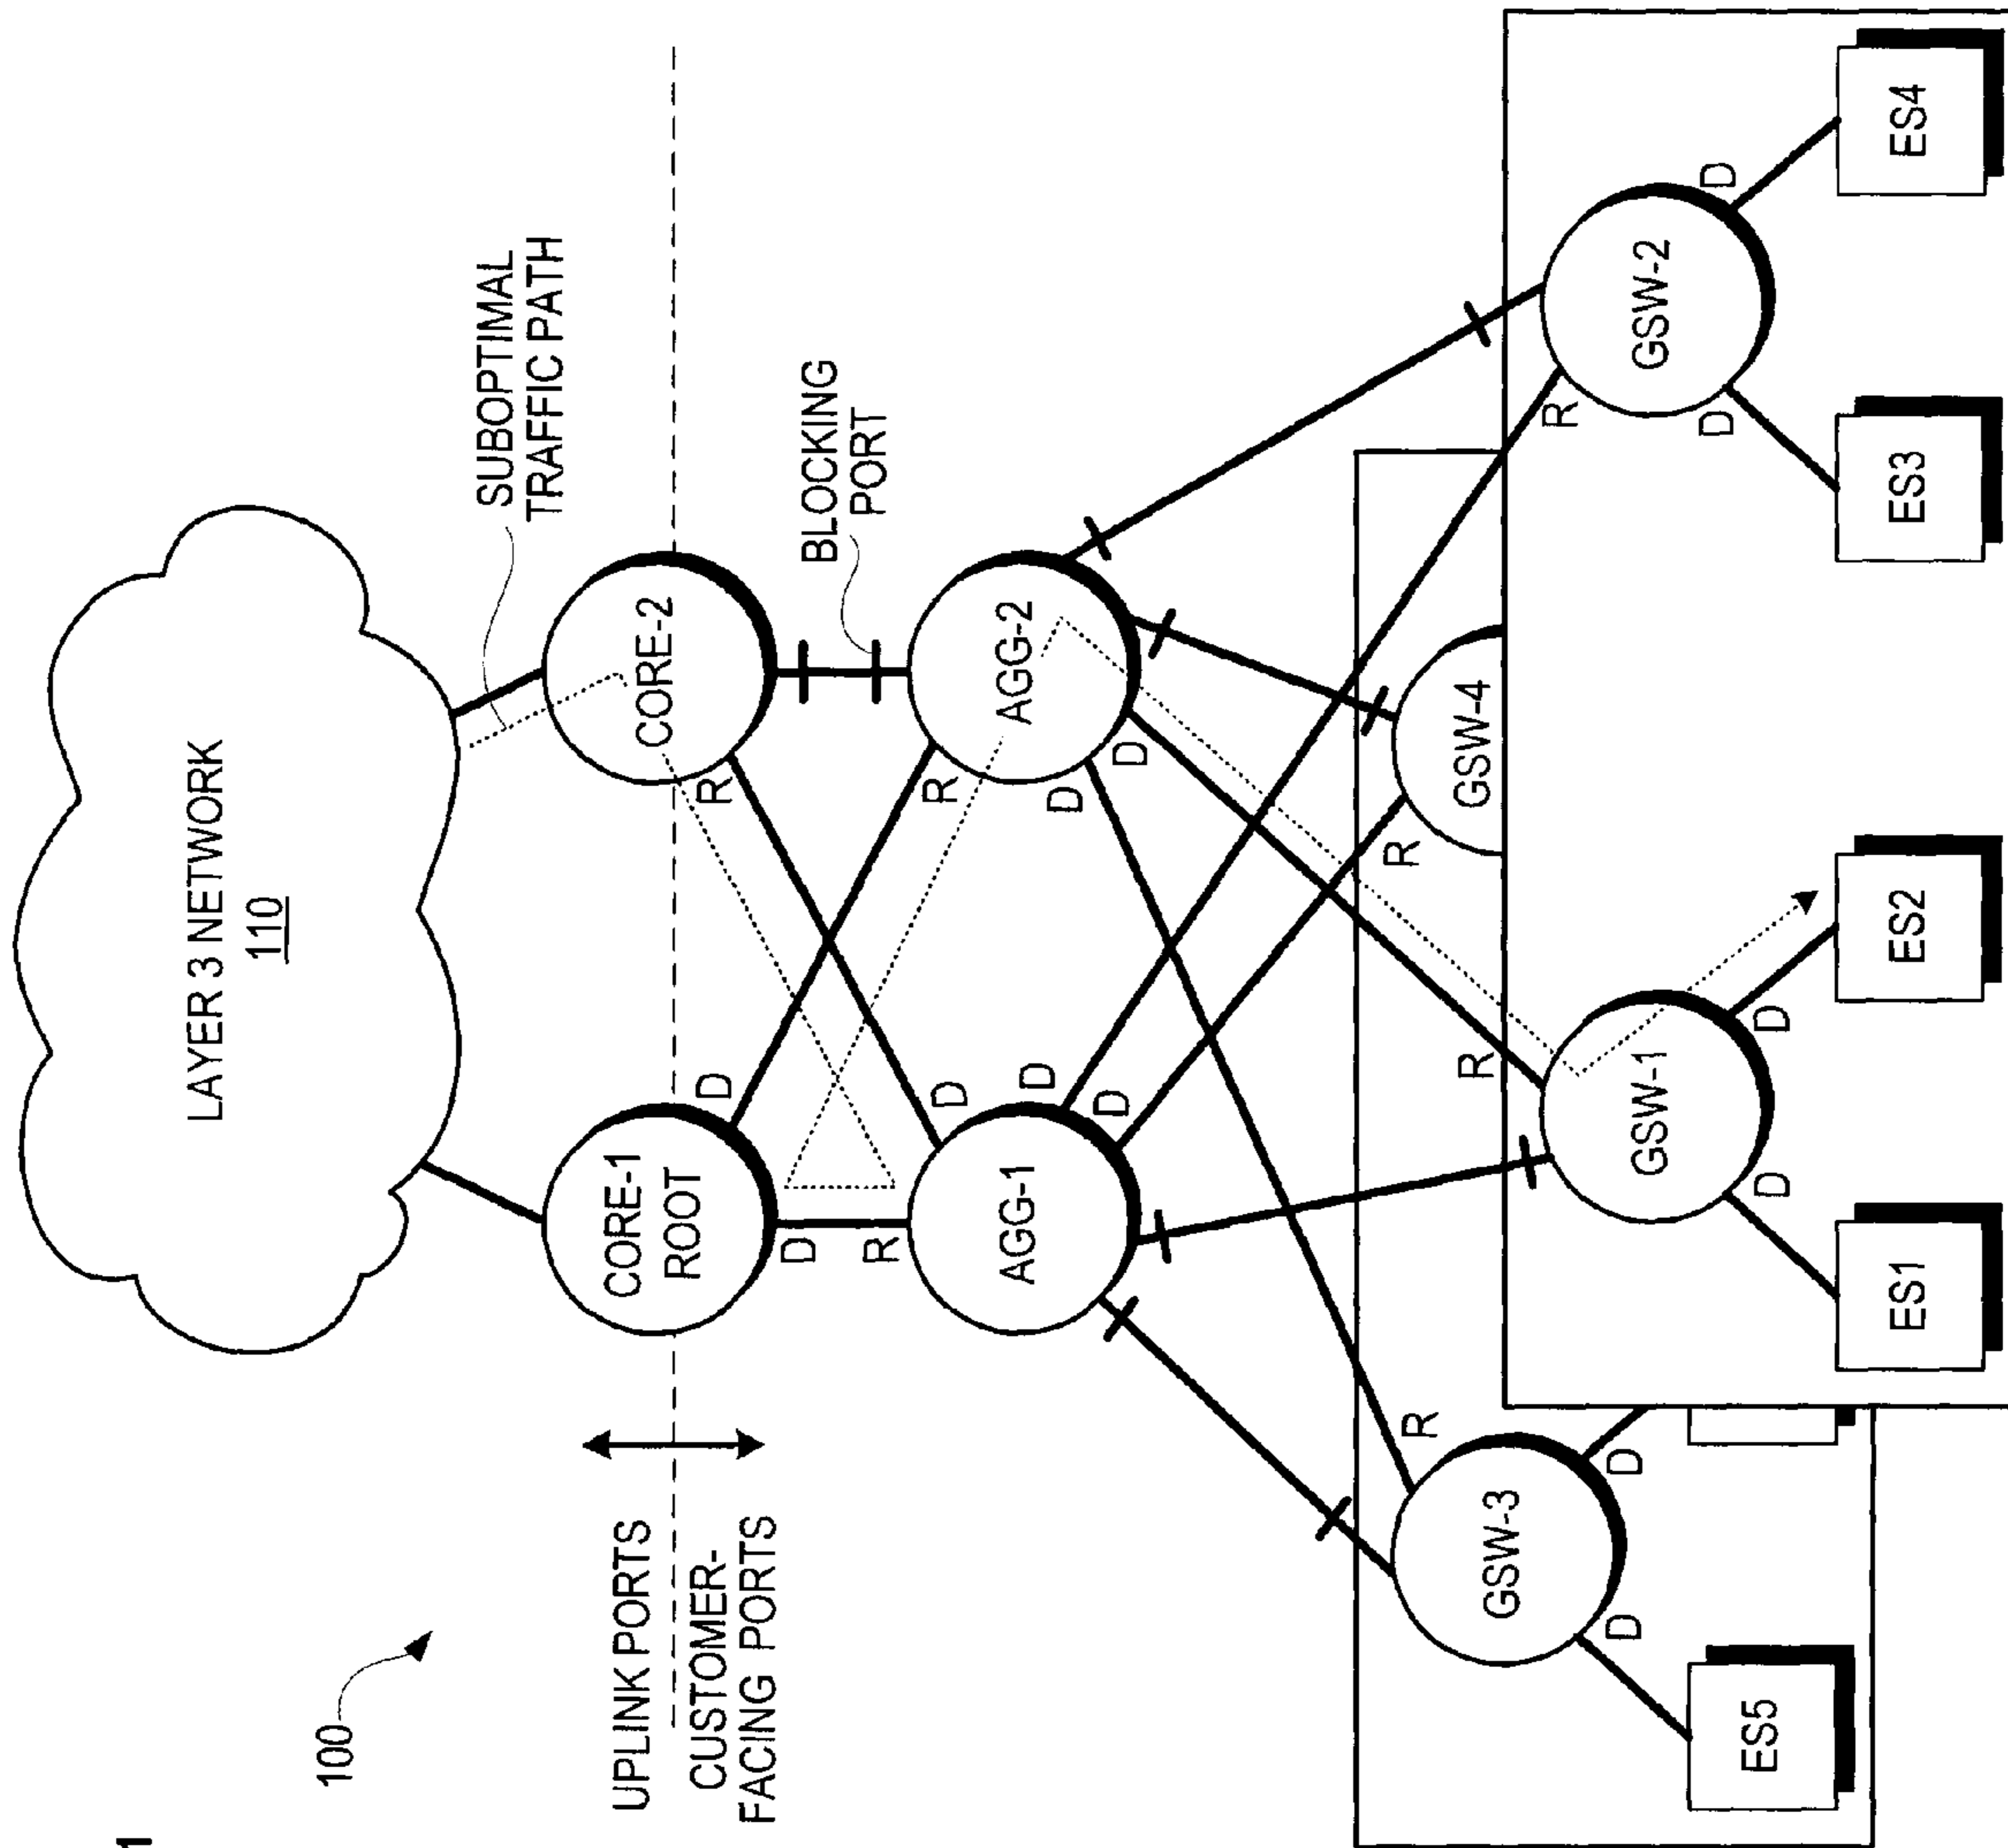 1
100
LAYER 3 NETWORK
110
SUBOPTIMAL
TRAFFIC PATH
UPLINK PORTS
CUSTOMER-
FACING PORTS
CORE-1
ROOT
CORE-2
D
D
R
BLOCKING
PORT
R
D
R
AGG-1
AGG-2
D
D
D
D
R
R
R
R
GSW-3
GSW-4
GSW-1
GSW-2
D
D
D
D
D
D
ES5
ES1
ES2
ES3
ES4